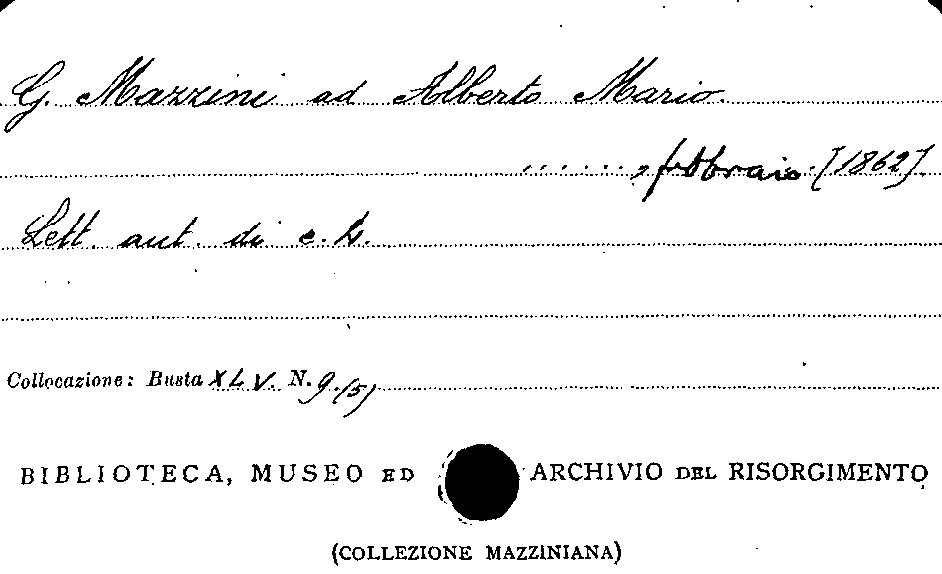 G. Mazzini ad Alberto Mario.
......, febbraio [1862]
Lett. aut. di c.
Collocazione: Busta XLV. N. 9.(5)
BIBLIOTECA, MUSEO ED ARCHIVIO DEL RISORGIMENTO
(COLLEZIONE MAZZINIANA)